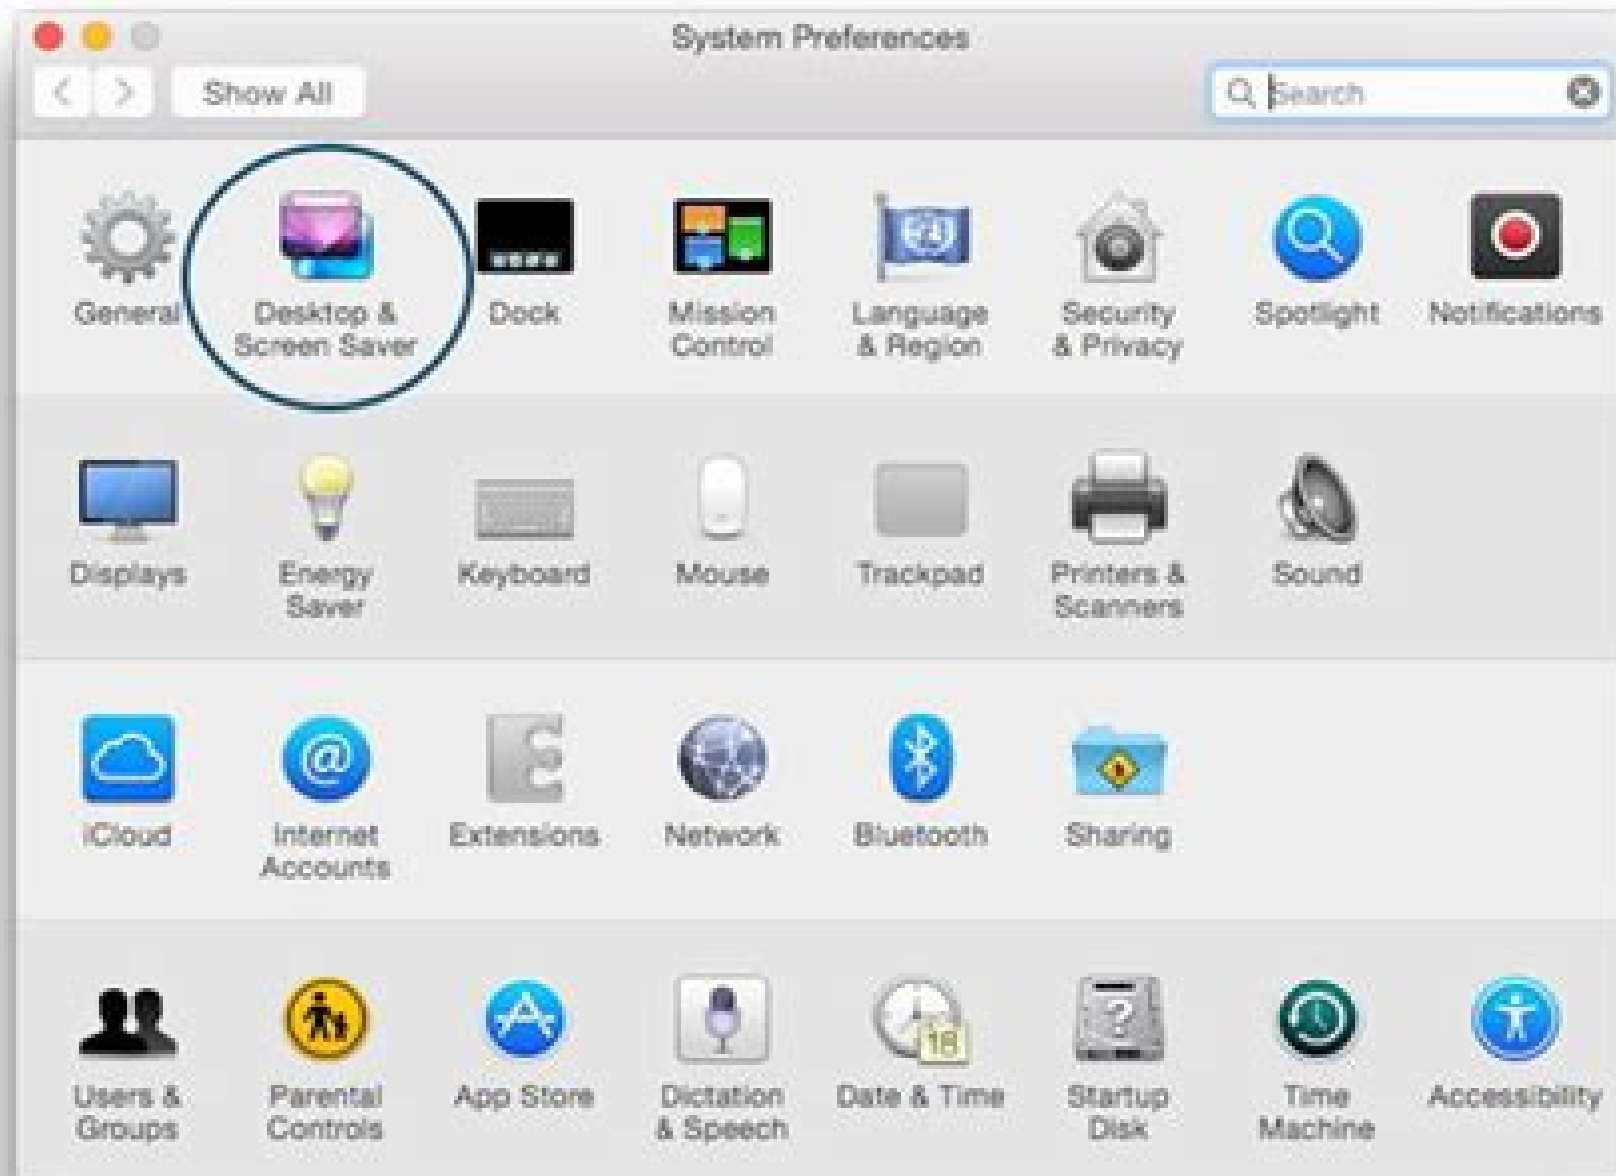 System Preferences
Show All
Search
General
Desktop &
Screen Saver
Dock
Mission
Control
Language
& Region
Security
& Privacy
Spotlight
Notifications
Displays
Energy
Saver
Keyboard
Mouse
Trackpad
Printers &
Scanners
Sound
iCloud
Internet
Accounts
Extensions
Network
Bluetooth
Sharing
Users &
Groups
Parental
Controls
App Store
Dictation
& Speech
18
Date & Time
?
Startup
Disk
Time
Machine
Accessibility